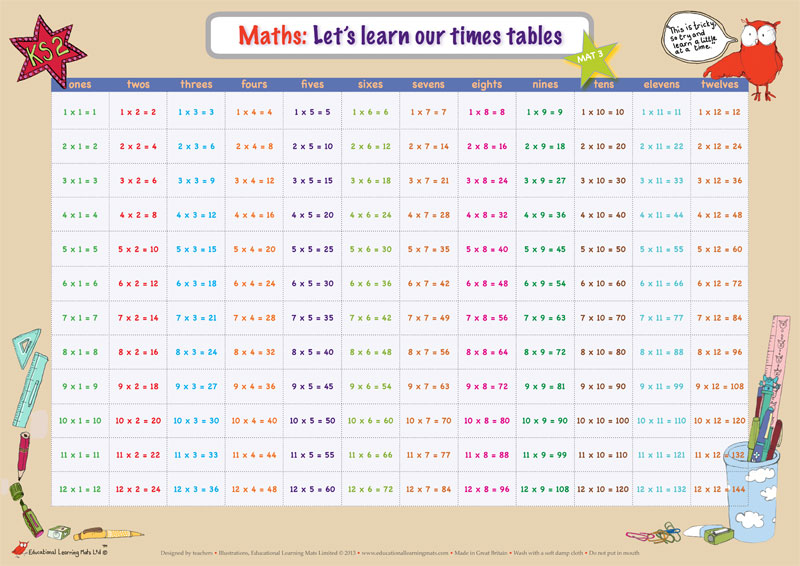 KS2
Maths: Let's learn our times tables
MAT 3
This is tricky,
so try and
learn a little
at a time."
ones twos threes fours fives sixes sevens eights nines tens elevens twelves
1 x 1 = 1 1 x 2 = 2 1 x 3 = 3 1 x 4 = 4 1 x 5 = 5 1 x 6 = 6 1 x 7 = 7 1 x 8 = 8 1 x 9 = 9 1 x 10 = 10 1 x 11 = 11 1 x 12 = 12
2 x 1 = 2 2 x 2 = 4 2 x 3 = 6 2 x 4 = 8 2 x 5 = 10 2 x 6 = 12 2 x 7 = 14 2 x 8 = 16 2 x 9 = 18 2 x 10 = 20 2 x 11 = 22 2 x 12 = 24
3 x 1 = 3 3 x 2 = 6 3 x 3 = 9 3 x 4 = 12 3 x 5 = 15 3 x 6 = 18 3 x 7 = 21 3 x 8 = 24 3 x 9 = 27 3 x 10 = 30 3 x 11 = 33 3 x 12 = 36
4 x 1 = 4 4 x 2 = 8 4 x 3 = 12 4 x 4 = 16 4 x 5 = 20 4 x 6 = 24 4 x 7 = 28 4 x 8 = 32 4 x 9 = 36 4 x 10 = 40 4 x 11 = 44 4 x 12 = 48
5 x 1 = 5 5 x 2 = 10 5 x 3 = 15 5 x 4 = 20 5 x 5 = 25 5 x 6 = 30 5 x 7 = 35 5 x 8 = 40 5 x 9 = 45 5 x 10 = 50 5 x 11 = 55 5 x 12 = 60
6 x 1 = 6 6 x 2 = 12 6 x 3 = 18 6 x 4 = 24 6 x 5 = 30 6 x 6 = 36 6 x 7 = 42 6 x 8 = 48 6 x 9 = 54 6 x 10 = 60 6 x 11 = 66 6 x 12 = 72
7 x 1 = 7 7 x 2 = 14 7 x 3 = 21 7 x 4 = 28 7 x 5 = 35 7 x 6 = 42 7 x 7 = 49 7 x 8 = 56 7 x 9 = 63 7 x 10 = 70 7 x 11 = 77 7 x 12 = 84
8 x 1 = 8 8 x 2 = 16 8 x 3 = 24 8 x 4 = 32 8 x 5 = 40 8 x 6 = 48 8 x 7 = 56 8 x 8 = 64 8 x 9 = 72 8 x 10 = 80 8 x 11 = 88 8 x 12 = 96
9 x 1 = 9 9 x 2 = 18 9 x 3 = 27 9 x 4 = 36 9 x 5 = 45 9 x 6 = 54 9 x 7 = 63 9 x 8 = 72 9 x 9 = 81 9 x 10 = 90 9 x 11 = 99 9 x 12 = 108
10 x 1 = 10 10 x 2 = 20 10 x 3 = 30 10 x 4 = 40 10 x 5 = 50 10 x 6 = 60 10 x 7 = 70 10 x 8 = 80 10 x 9 = 90 10 x 10 = 100 10 x 11 = 110 10 x 12 = 120
11 x 1 = 11 11 x 2 = 22 11 x 3 = 33 11 x 4 = 44 11 x 5 = 55 11 x 6 = 66 11 x 7 = 77 11 x 8 = 88 11 x 9 = 99 11 x 10 = 110 11 x 11 = 121 11 x 12 = 132
12 x 1 = 12 12 x 2 = 24 12 x 3 = 36 12 x 4 = 48 12 x 5 = 60 12 x 6 = 72 12 x 7 = 84 12 x 8 = 96 12 x 9 = 108 12 x 10 = 120 12 x 11 = 132 12 x 12 = 144
Educational Learning Mats Ltd ©™
Designed by teachers • Illustrations, Educational Learning Mats Limited © 2013 • www.educationallearningmats.com • Made in Great Britain • Wash with a soft damp cloth • Do not put in mouth